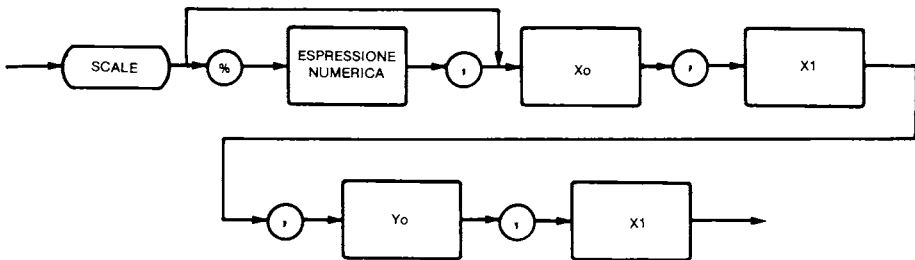 SCALE
%
ESPRESSIONE
NUMERICA
,
Xo
,
X1
,
Yo
,
X1